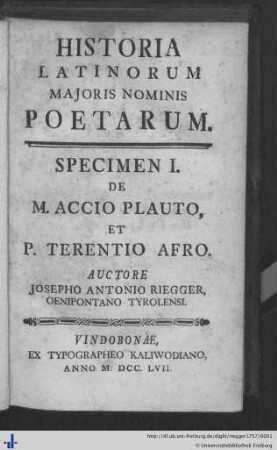 HISTORIA
LATINORUM
MAJORIS NOMINIS
POETARUM.
SPECIMEN I.
DE
M. ACCIO PLAUTO,
ET
P. TERENTIO AFRO.
AUCTORE
JOSEPHO ANTONIO RIEGGER,
OENIPONTANO TYROLENSI.
VINDOBONAE,
EX TYPOGRAPHEO KALIWODIANO,
ANNO M. DCC. LVII.
http://dl.ub.uni-freiburg.de/diglit/riegger1757/0001
© Universitätsbibliothek Freiburg